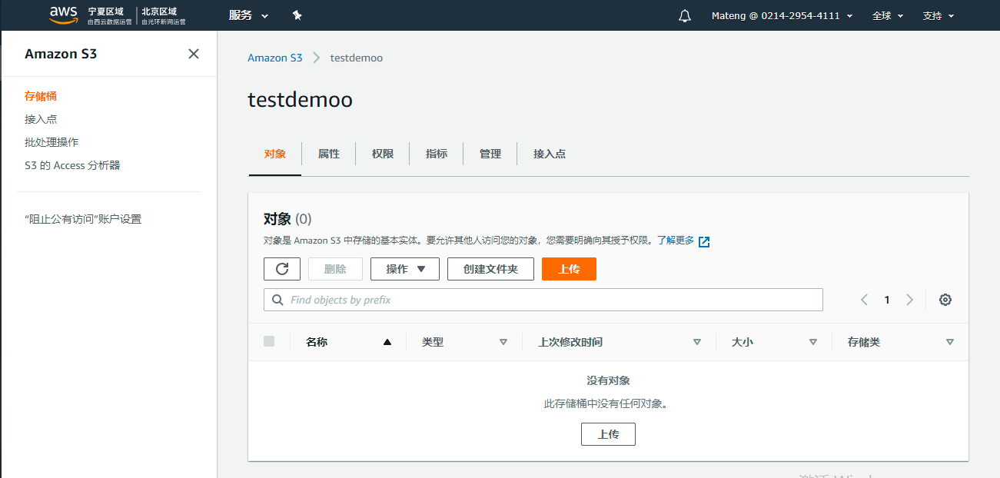 aws 宁夏区域 由西云数据运营 北京区域 由光环新网运营 服务 Mateng @ 0214-2954-4111 全球 支持
Amazon S3
存储桶
接入点
批处理操作
S3 的 Access 分析器
“阻止公有访问”账户设置
Amazon S3 testdemoo
testdemoo
对象 属性 权限 指标 管理 接入点
对象 (0)
对象是 Amazon S3 中存储的基本实体。要允许其他人访问您的对象，您需要明确向其授予权限。了解更多
删除 操作 创建文件夹 上传
Find objects by prefix 1
名称 类型 上次修改时间 大小 存储类
没有对象
此存储桶中没有任何对象。
上传